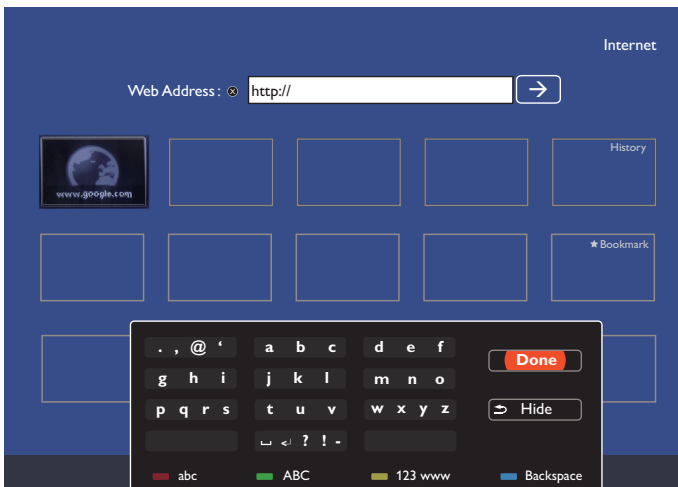 Internet
Web Address : ⓧ http:// →
www.google.com
History
★Bookmark
. , @ ‘ a b c d e f
Done
g h i j k l m n o
p q r s t u v w x y z
Hide
␣ ↵ ? ! -
abc ABC 123 www Backspace